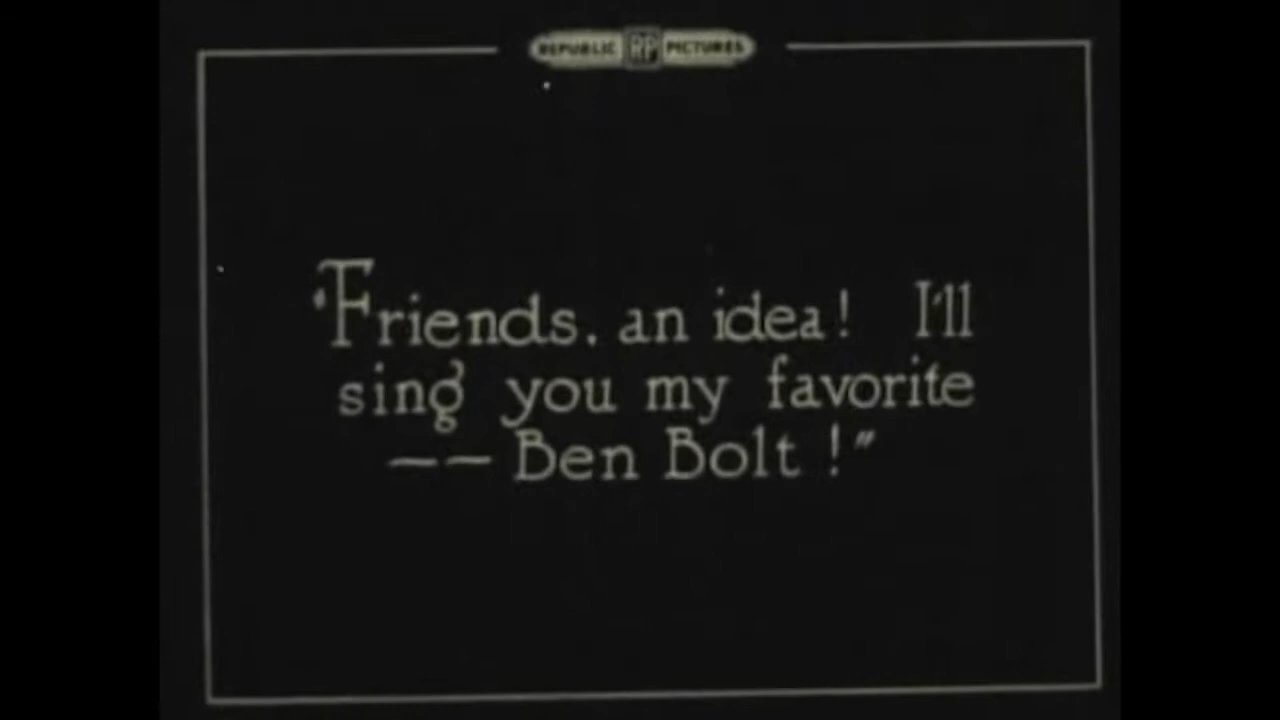 REPUBLIC RP PICTURES
"Friends, an idea! I'll
sing you my favorite
-- Ben Bolt!"